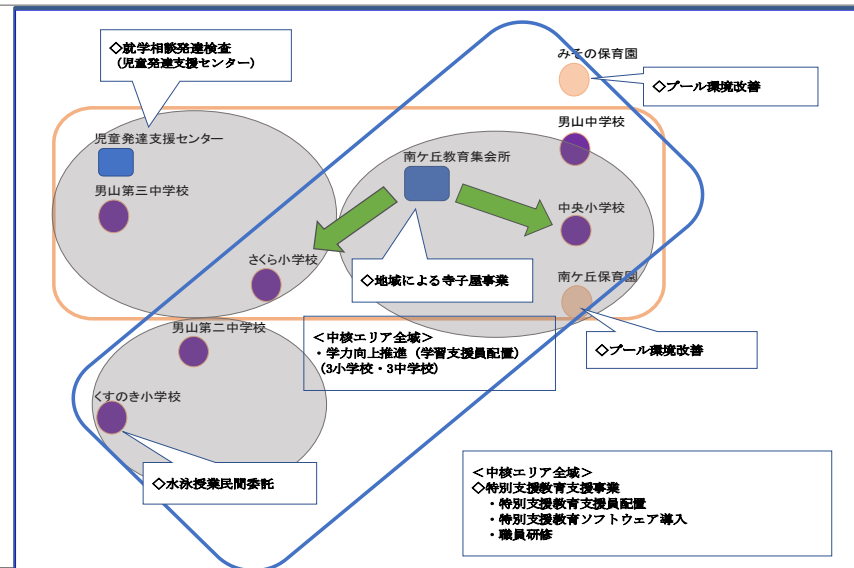 ◇就学相談発達検査
（児童発達支援センター）
みその保育園
◇プール環境改善
児童発達支援センター
男山第三中学校
さくら小学校
南ケ丘教育集会所
男山中学校
中央小学校
南ケ丘保育園
◇地域による寺子屋事業
◇プール環境改善
＜中核エリア全域＞
・学力向上推進（学習支援員配置）
（3小学校・3中学校）
男山第二中学校
くすのき小学校
◇水泳授業民間委託
＜中核エリア全域＞
◇特別支援教育支援事業
・特別支援教育支援員配置
・特別支援教育ソフトウェア導入
・職員研修